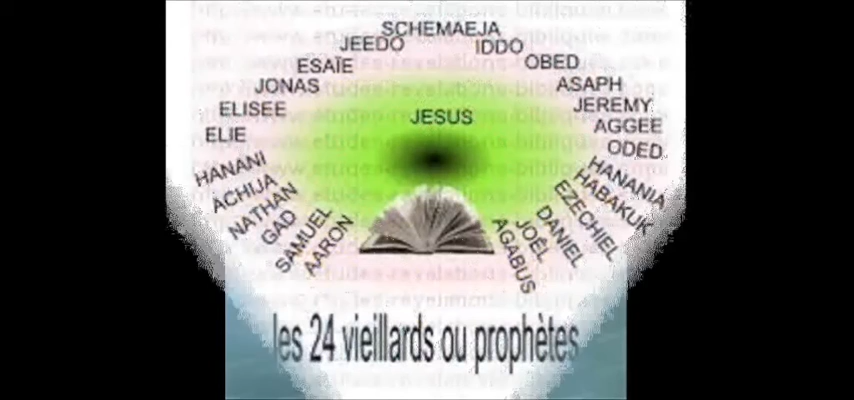 SCHEMAEJA
JEEDO
IDDO
ESAÏE
OBED
JONAS
ASAPH
ELISEE
JEREMY
JESUS
AGGEE
ELIE
ODED
HANANI
HANANIA
ACHIJA
HABAKUK
NATHAN
EZECHIEL
GAD
DANIEL
SAMUEL
JOËL
AARON
AGABUS
les 24 vieillards ou prophètes